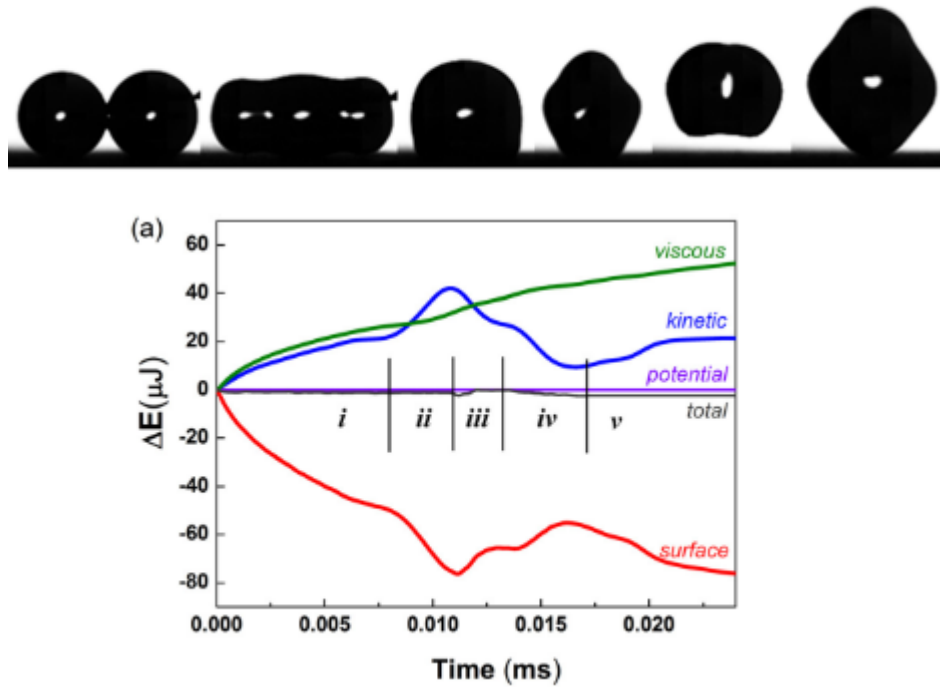 (a)
60
40
20
0
-20
-40
-60
-80
ΔE(μJ)
viscous
kinetic
potential
total
i ii iii iv v
surface
0.000 0.005 0.010 0.015 0.020
Time (ms)